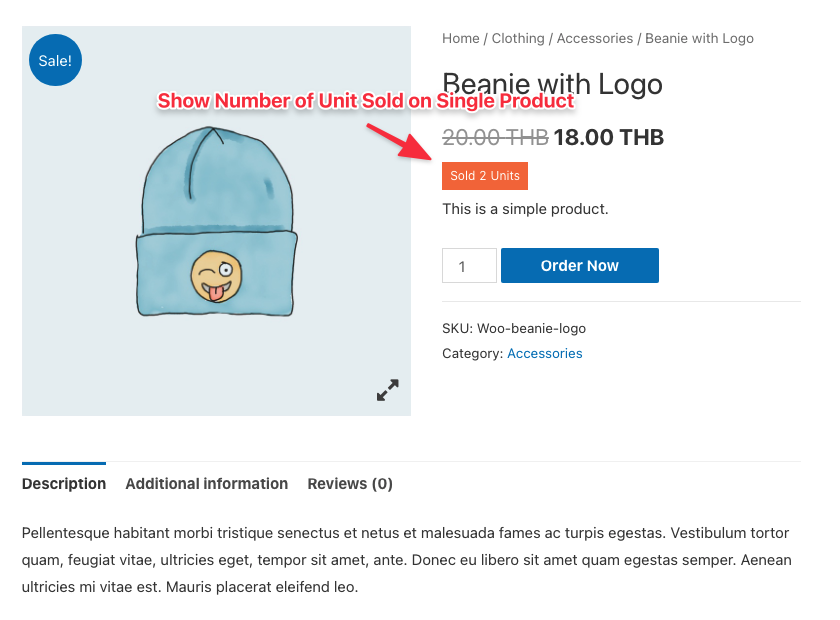 Sale!
Show Number of Unit Sold on Single Product
Home / Clothing / Accessories / Beanie with Logo
Beanie with Logo
20.00 THB 18.00 THB
Sold 2 Units
This is a simple product.
1 Order Now
SKU: Woo-beanie-logo
Category: Accessories
Description Additional information Reviews (0)
Pellentesque habitant morbi tristique senectus et netus et malesuada fames ac turpis egestas. Vestibulum tortor
quam, feugiat vitae, ultricies eget, tempor sit amet, ante. Donec eu libero sit amet quam egestas semper. Aenean
ultricies mi vitae est. Mauris placerat eleifend leo.